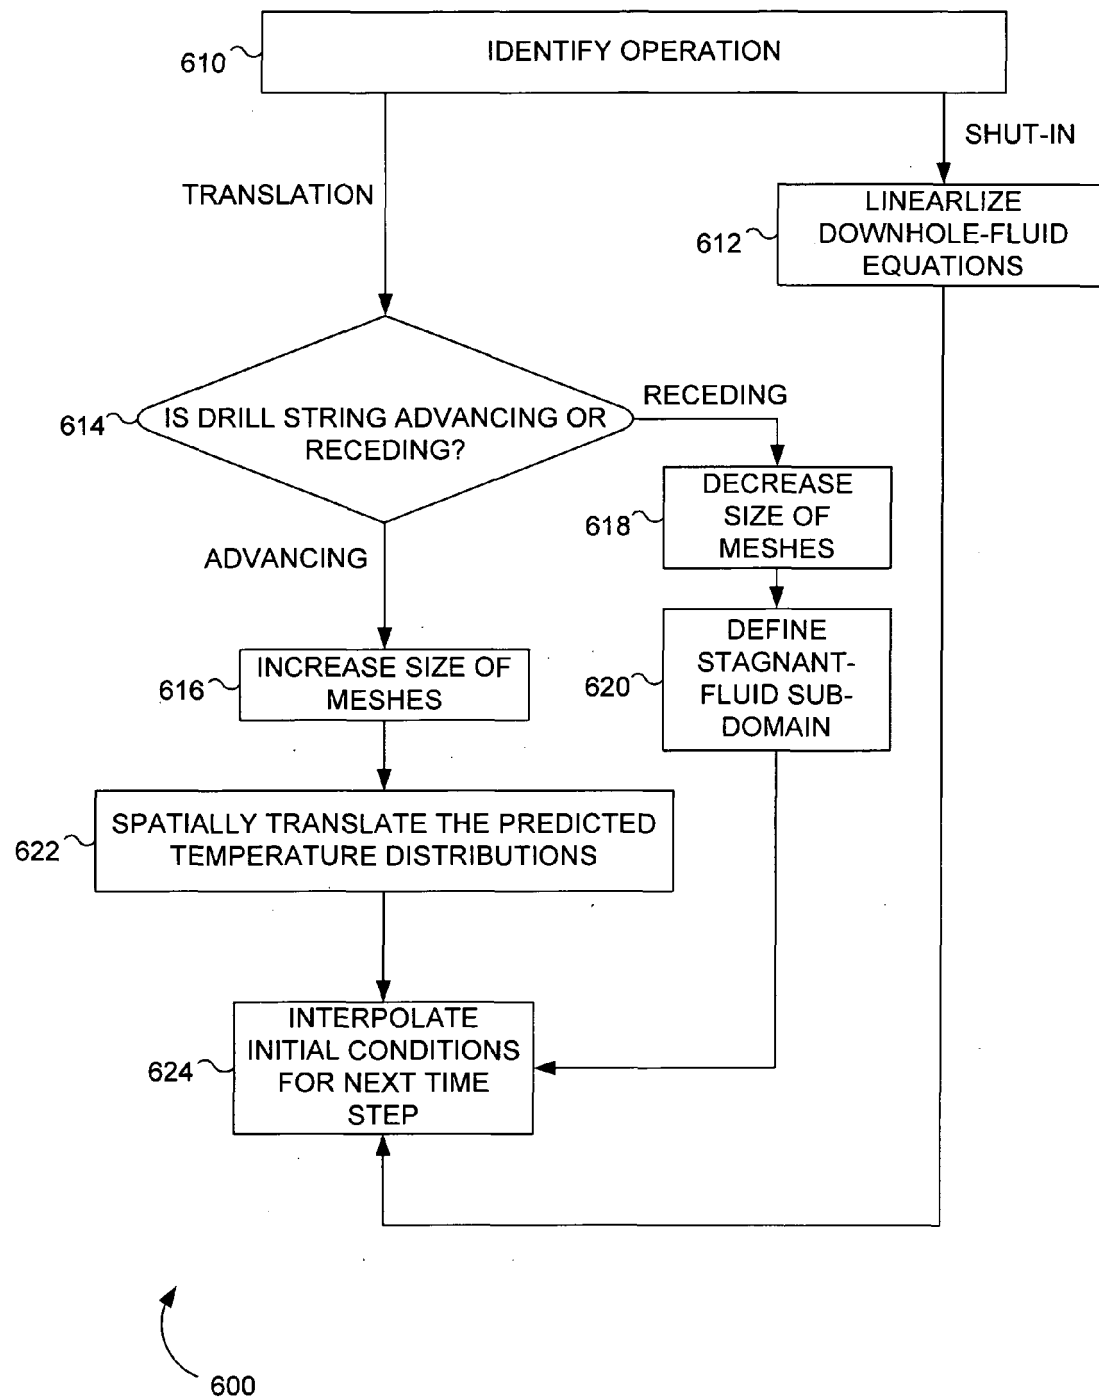 610
IDENTIFY OPERATION
SHUT-IN
TRANSLATION
612
LINEARLIZE
DOWNHOLE-FLUID
EQUATIONS
614
IS DRILL STRING ADVANCING OR
RECEDING?
RECEDING
618
DECREASE
SIZE OF
MESHES
ADVANCING
616
INCREASE SIZE OF
MESHES
620
DEFINE
STAGNANT-
FLUID SUB-
DOMAIN
622
SPATIALLY TRANSLATE THE PREDICTED
TEMPERATURE DISTRIBUTIONS
624
INTERPOLATE
INITIAL CONDITIONS
FOR NEXT TIME
STEP
600